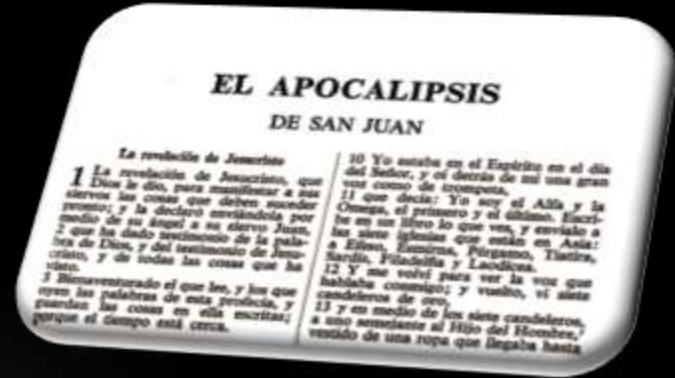 EL APOCALIPSIS
DE SAN JUAN
La revelación de Jesucristo
1 La revelación de Jesucristo, que
Dios le dio, para manifestar a sus
siervos las cosas que deben suceder
pronto; y la declaró enviándola por
medio de su ángel a su siervo Juan,
2 que ha dado testimonio de la pala-
bra de Dios, y del testimonio de Jesu-
cristo, y de todas las cosas que ha
visto.
3 Bienaventurado el que lee, y los que
oyen las palabras de esta profecía, y
guardan las cosas en ella escritas;
porque el tiempo está cerca.
10 Yo estaba en el Espíritu en el día
del Señor, y oí detrás de mí una gran
voz como de trompeta,
11 que decía: Yo soy el Alfa y la
Omega, el primero y el último. Escri-
be en un libro lo que ves, y envíalo a
las siete iglesias que están en Asia:
a Efeso, Esmirna, Pérgamo, Tiatira,
Sardis, Filadelfia y Laodicea.
12 Y me volví para ver la voz que
hablaba conmigo; y vuelto, vi siete
candeleros de oro,
13 y en medio de los siete candeleros,
a uno semejante al Hijo del Hombre,
vestido de una ropa que llegaba hasta